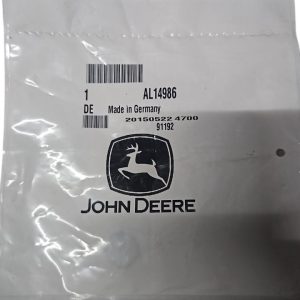 1 AL14986
DE Made in Germany
20150522 4700
91192
JOHN DEERE